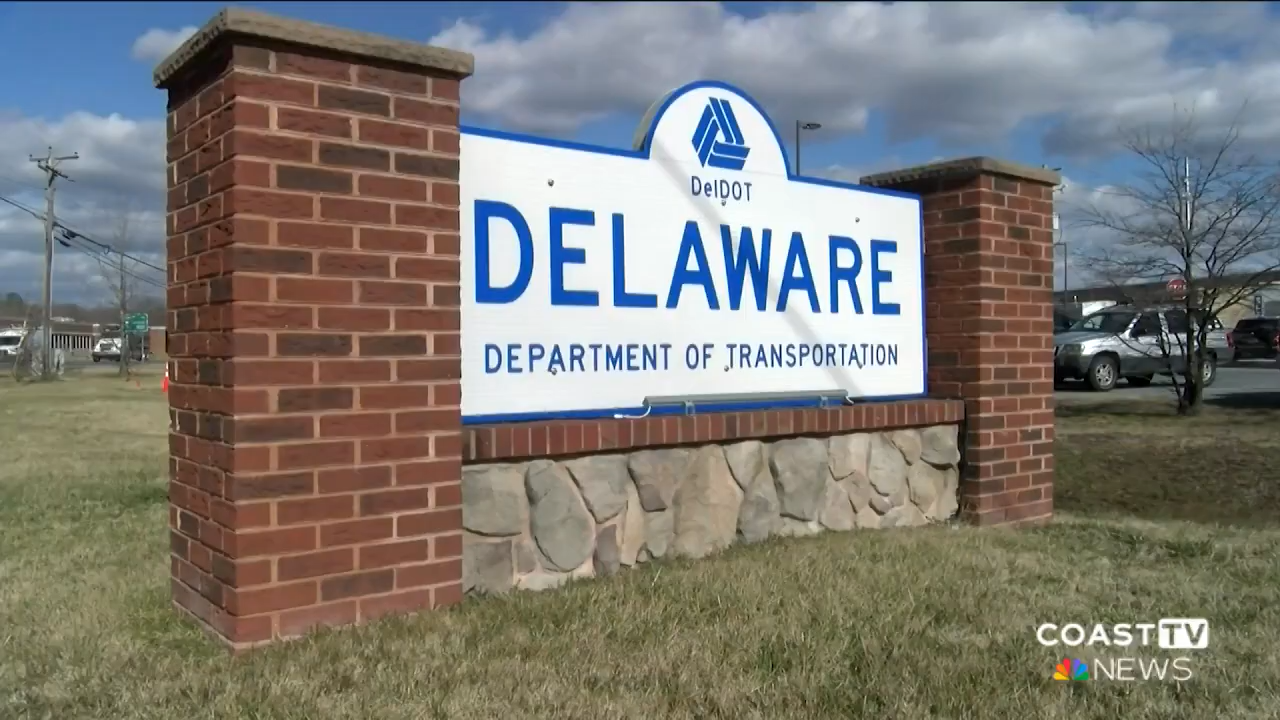 DelDOT
DELAWARE
DEPARTMENT OF TRANSPORTATION
COAST TV
NEWS